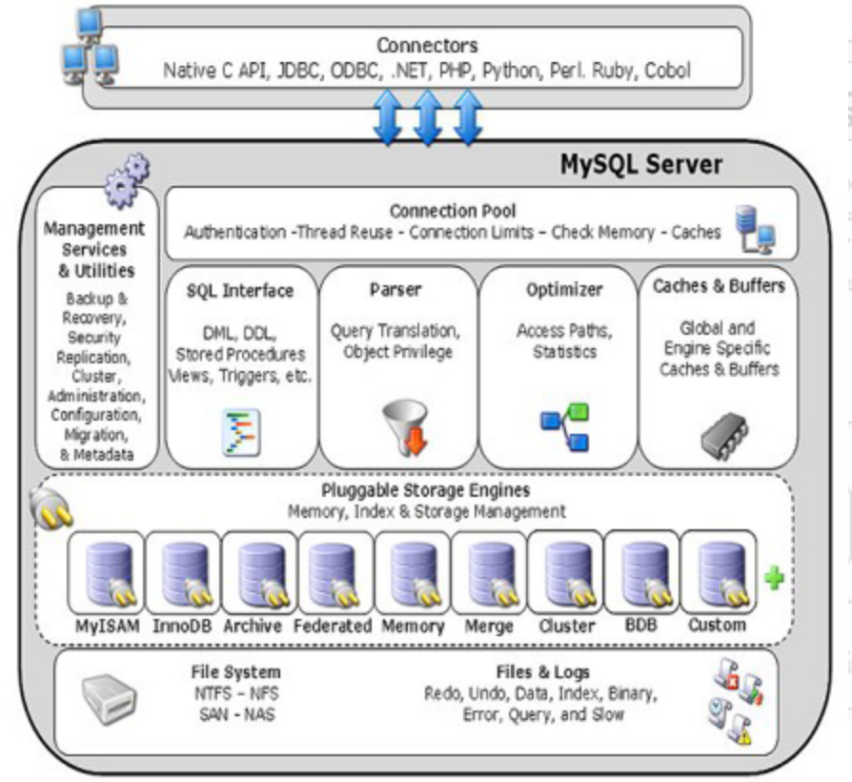 Connectors
Native C API, JDBC, ODBC, .NET, PHP, Python, Perl. Ruby, Cobol
MySQL Server
Management
Services
& Utilities
Backup &
Recovery,
Security
Replication,
Cluster,
Administration,
Configuration,
Migration,
& Metadata
Connection Pool
Authentication -Thread Reuse - Connection Limits – Check Memory - Caches
SQL Interface
DML, DDL,
Stored Procedures
Views, Triggers, etc.
Parser
Query Translation,
Object Privilege
Optimizer
Access Paths,
Statistics
Caches & Buffers
Global and
Engine Specific
Caches & Buffers
Pluggable Storage Engines
Memory, Index & Storage Management
MyISAM InnoDB Archive Federated Memory Merge Cluster BDB Custom
File System
NTFS – NFS
SAN - NAS
Files & Logs
Redo, Undo, Data, Index, Binary,
Error, Query, and Slow